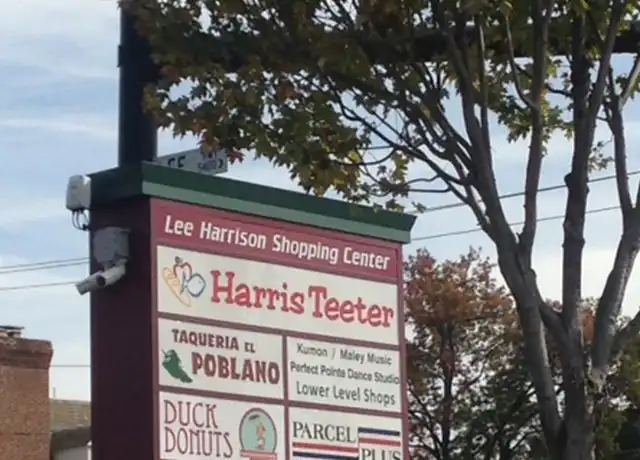 Lee Harrison Shopping Center
Harris Teeter
TAQUERIA EL
POBLANO
Kumon / Maley Music
Perfect Pointe Dance Studio
Lower Level Shops
DUCK
DONUTS
PARCEL
PLUS